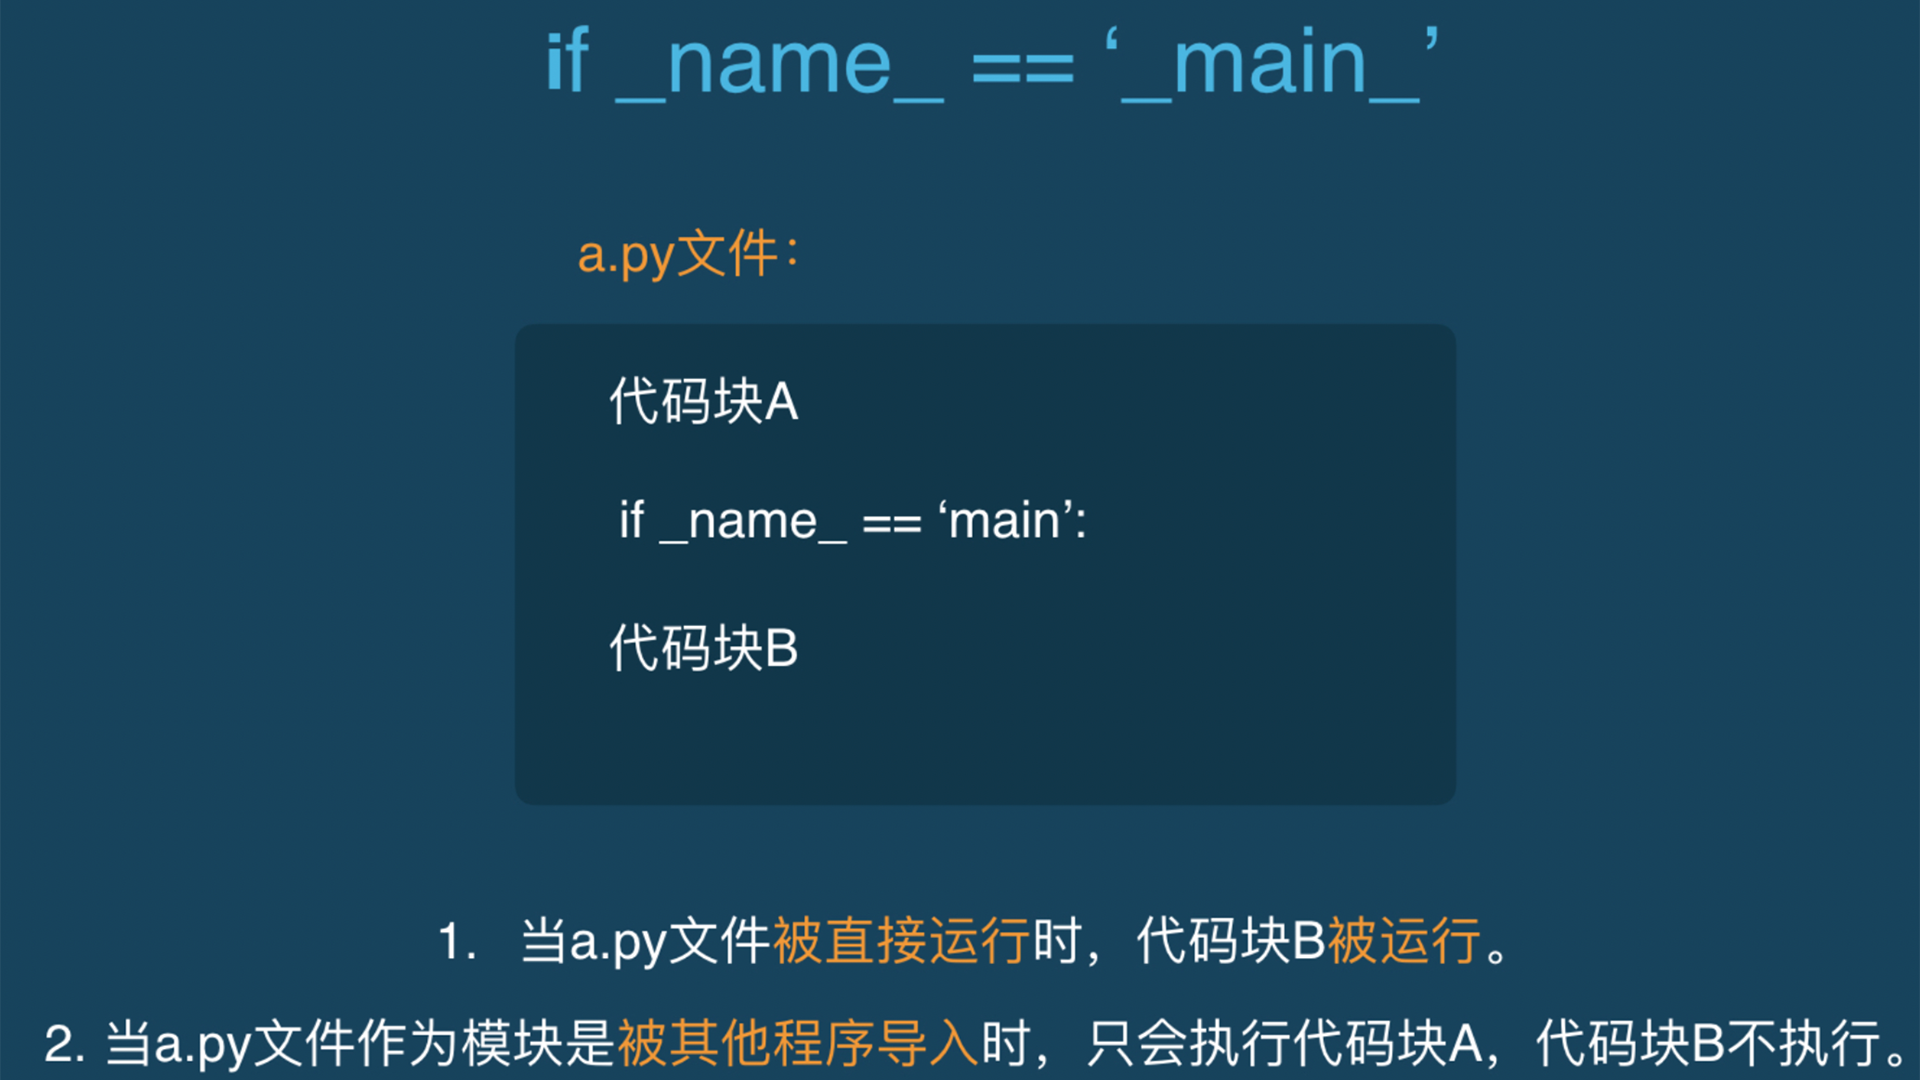 if _name_ == ‘_main_’
a.py文件：
代码块A
if _name_ == ‘main’:
代码块B
1. 当a.py文件被直接运行时，代码块B被运行。
2. 当a.py文件作为模块是被其他程序导入时，只会执行代码块A，代码块B不执行。